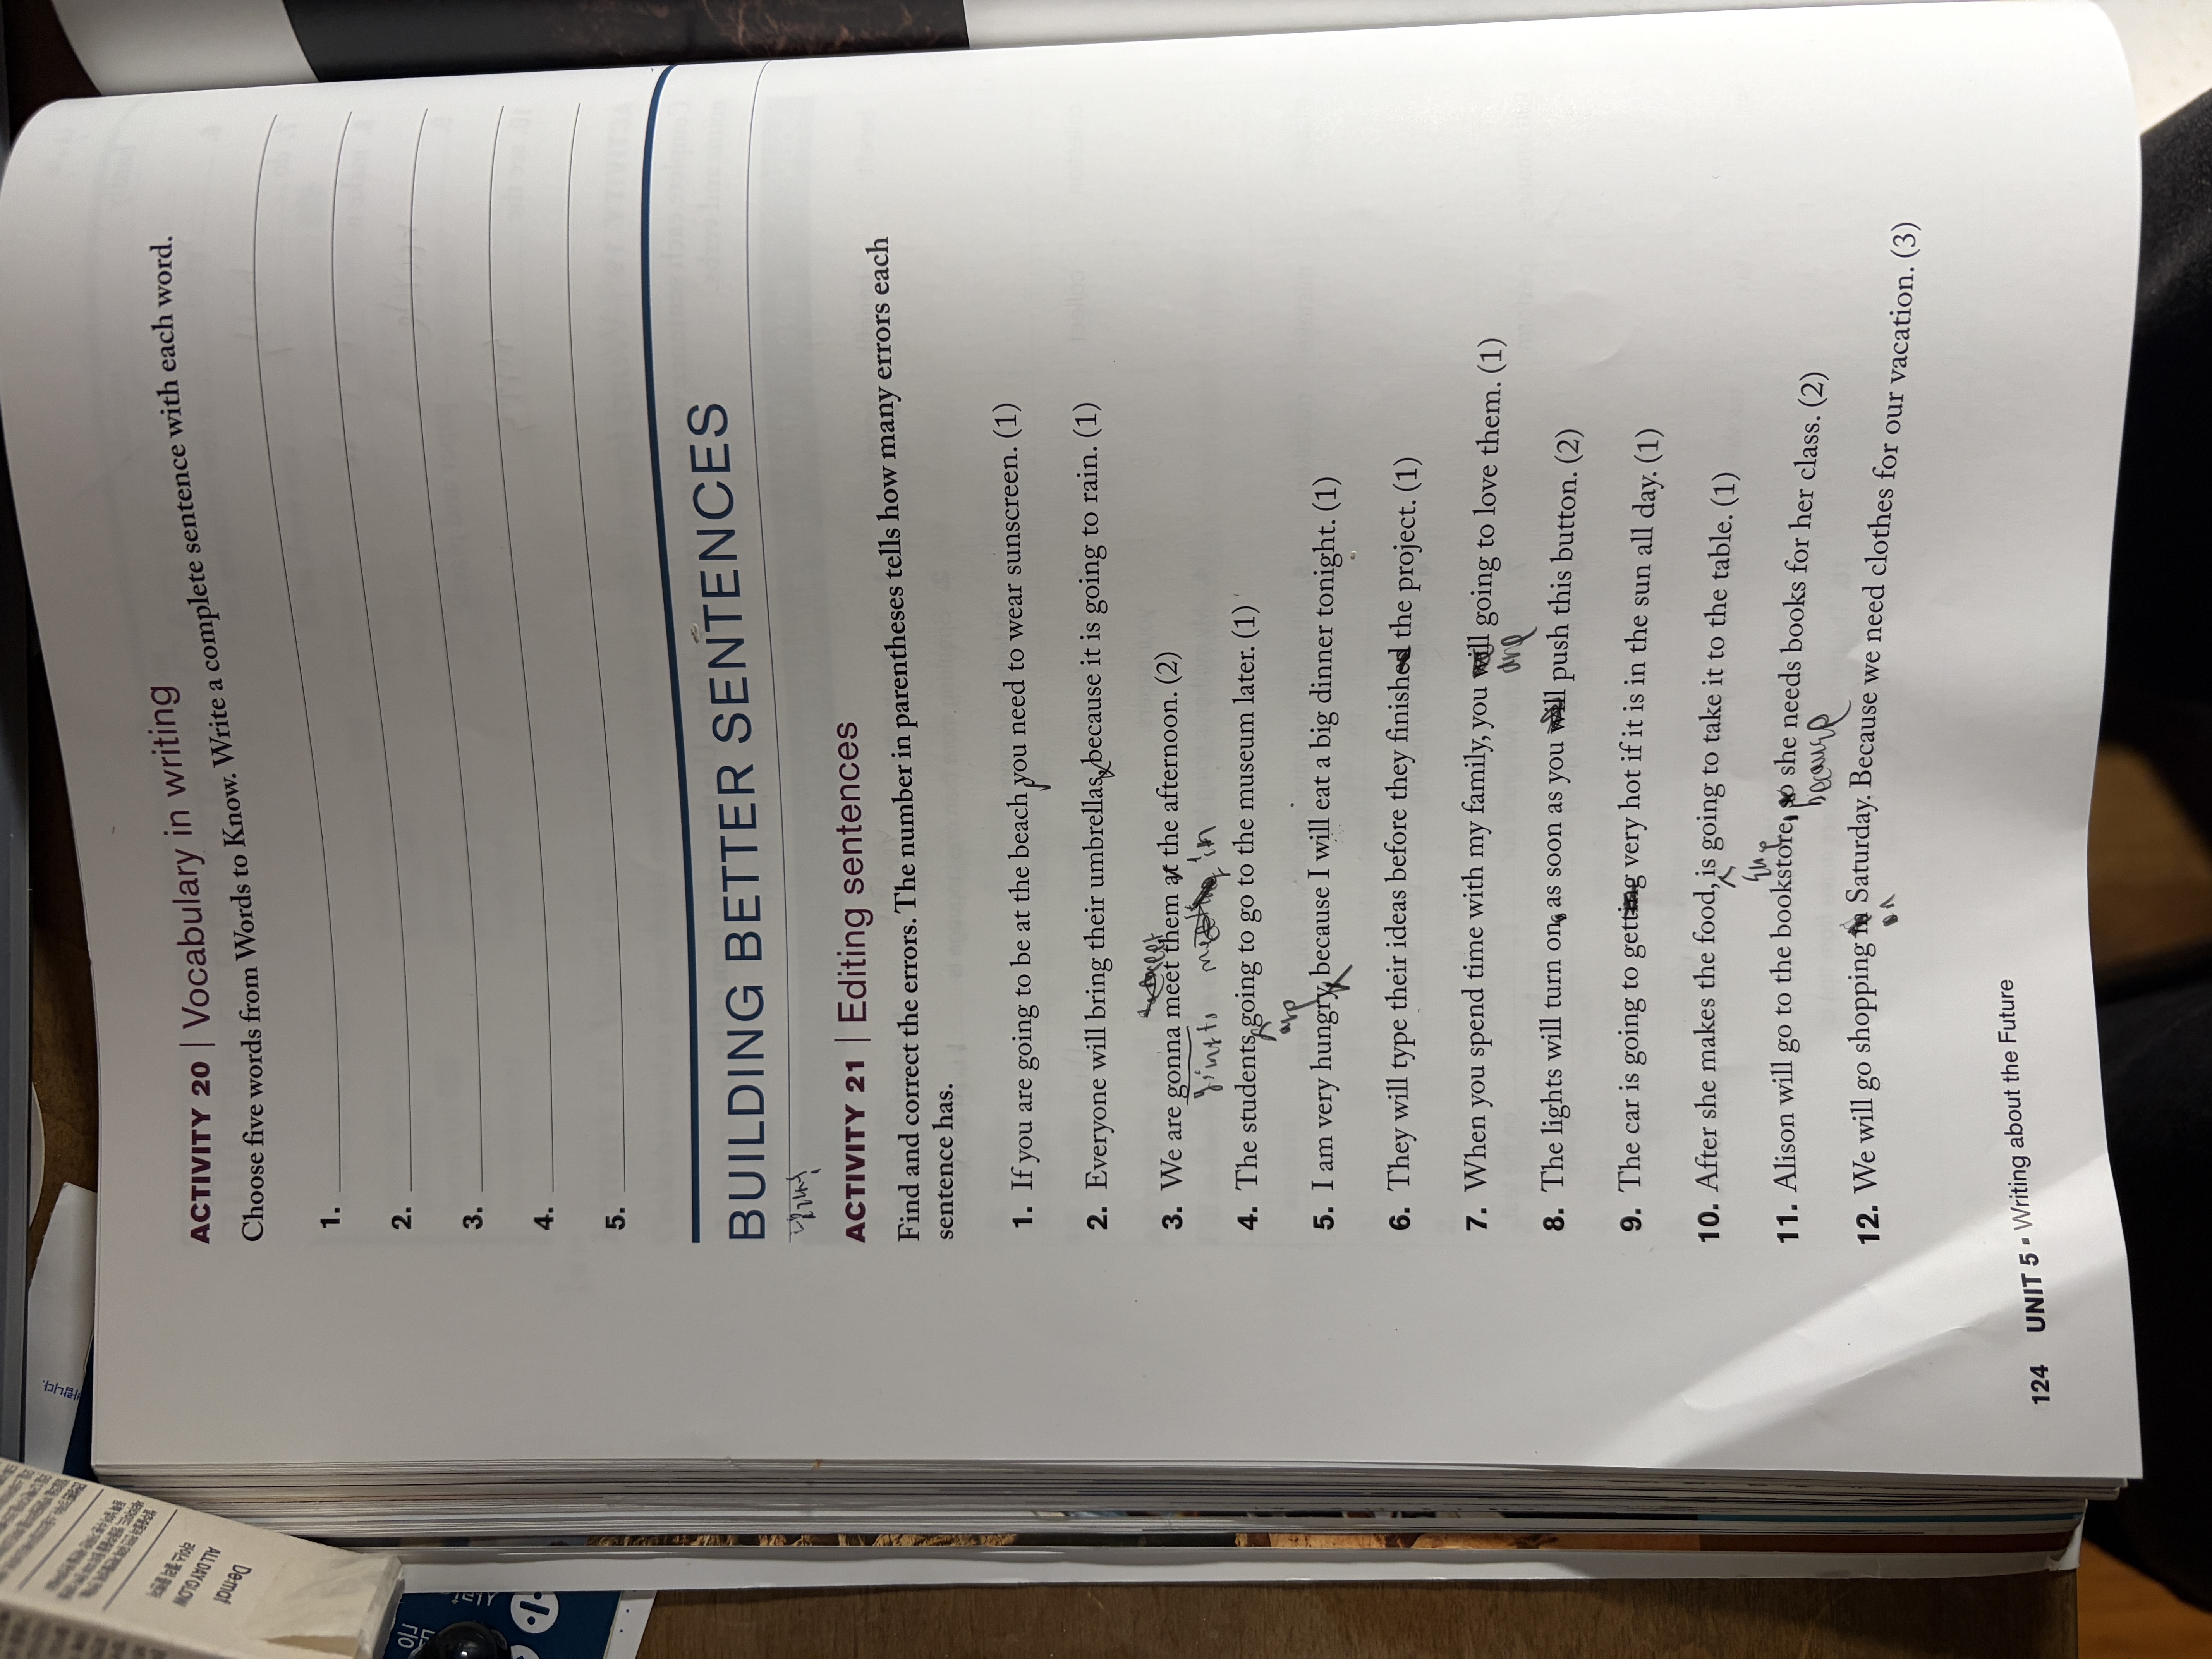 De:maf
ALL DAY GLOW
ACTIVITY 20 | Vocabulary in writing
Choose five words from Words to Know. Write a complete sentence with each word.
1.
2.
3.
4.
5.
BUILDING BETTER SENTENCES
ACTIVITY 21 | Editing sentences
Find and correct the errors. The number in parentheses tells how many errors each
sentence has.
1. If you are going to be at the beach you need to wear sunscreen. (1)
2. Everyone will bring their umbrellas, because it is going to rain. (1)
3. We are gonna meet them at the afternoon. (2)
in
4. The students going to go to the museum later. (1)
are
5. I am very hungry, because I will eat a big dinner tonight. (1)
6. They will type their ideas before they finished the project. (1)
7. When you spend time with my family, you will going to love them. (1)
are
8. The lights will turn on, as soon as you will push this button. (2)
9. The car is going to getting very hot if it is in the sun all day. (1)
10. After she makes the food, is going to take it to the table. (1)
she
11. Alison will go to the bookstore, so she needs books for her class. (2)
because
12. We will go shopping in Saturday. Because we need clothes for our vacation. (3)
on
124 UNIT 5 ▪ Writing about the Future